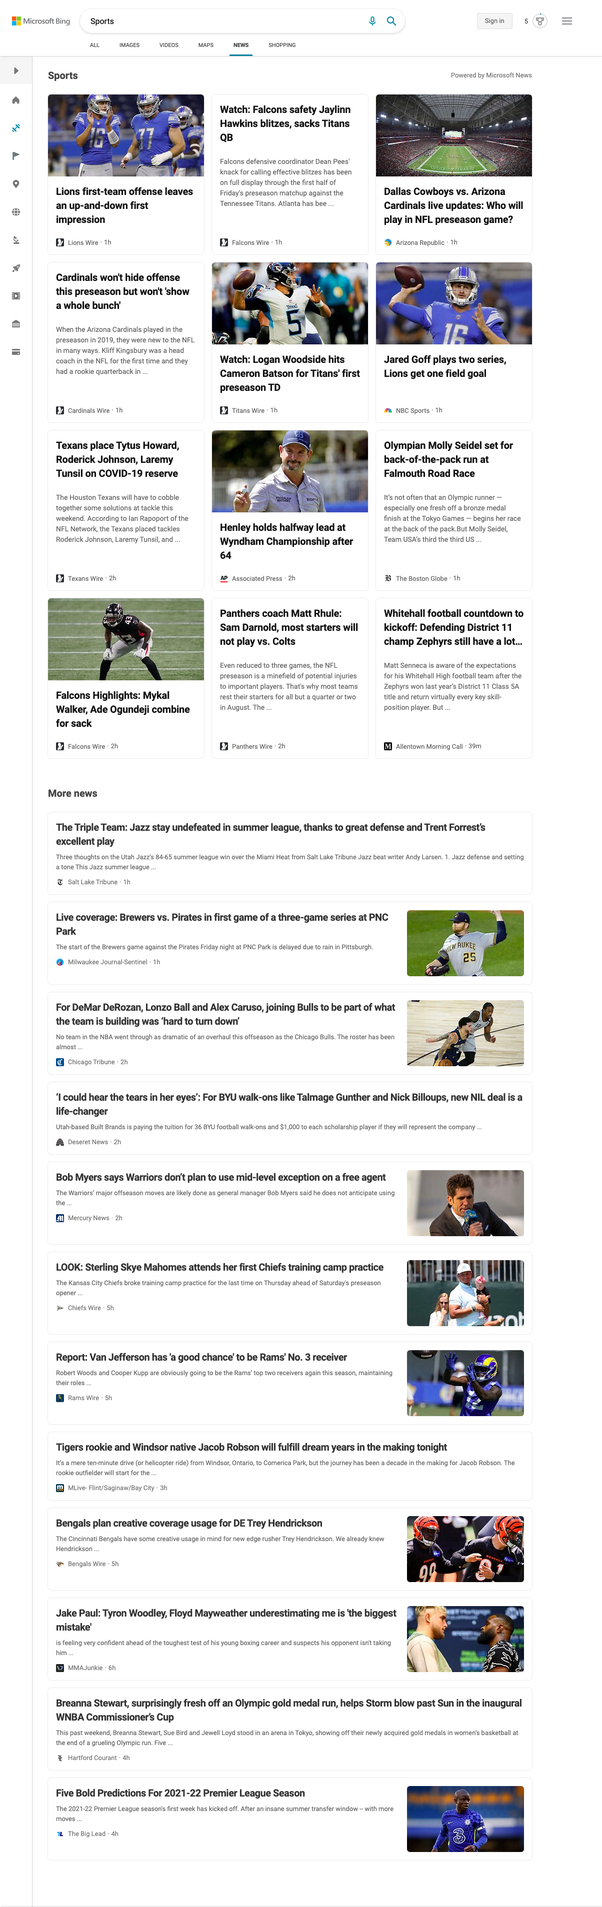 Microsoft Bing
Sports
Sign in
5
ALL
IMAGES
VIDEOS
MAPS
NEWS
SHOPPING
Sports
Powered by Microsoft News
Lions first-team offense leaves
an up-and-down first
impression
Lions Wire · 1h
Watch: Falcons safety Jaylinn
Hawkins blitzes, sacks Titans
QB
Falcons defensive coordinator Dean Pees'
knack for calling effective blitzes has been
on full display through the first half of
Friday's preseason matchup against the
Tennessee Titans. Atlanta has bee ...
Falcons Wire · 1h
Dallas Cowboys vs. Arizona
Cardinals live updates: Who will
play in NFL preseason game?
Arizona Republic · 1h
Cardinals won't hide offense
this preseason but won't 'show
a whole bunch'
When the Arizona Cardinals played in the
preseason in 2019, they were new to the NFL
in many ways. Kliff Kingsbury was a head
coach in the NFL for the first time and they
had a rookie quarterback in ...
Cardinals Wire · 1h
Watch: Logan Woodside hits
Cameron Batson for Titans' first
preseason TD
Titans Wire · 1h
Jared Goff plays two series,
Lions get one field goal
NBC Sports · 1h
Texans place Tytus Howard,
Roderick Johnson, Laremy
Tunsil on COVID-19 reserve
The Houston Texans will have to cobble
together some solutions at tackle this
weekend. According to Ian Rapoport of the
NFL Network, the Texans placed tackles
Roderick Johnson, Laremy Tunsil, and ...
Texans Wire · 2h
Henley holds halfway lead at
Wyndham Championship after
64
AP
Associated Press · 2h
Olympian Molly Seidel set for
back-of-the-pack run at
Falmouth Road Race
It's not often that an Olympic runner —
especially one fresh off a bronze medal
finish at the Tokyo Games — begins her race
at the back of the pack.But Molly Seidel,
Team USA's third the third US ...
The Boston Globe · 1h
Falcons Highlights: Mykal
Walker, Ade Ogundeji combine
for sack
Falcons Wire · 2h
Panthers coach Matt Rhule:
Sam Darnold, most starters will
not play vs. Colts
Even reduced to three games, the NFL
preseason is a minefield of potential injuries
to important players. That's why most teams
rest their starters for all but a quarter or two
in August. The ...
Panthers Wire · 2h
Whitehall football countdown to
kickoff: Defending District 11
champ Zephyrs still have a lot...
Matt Senneca is aware of the expectations
for his Whitehall High football team after the
Zephyrs won last year's District 11 Class 5A
title and return virtually every key skill-
position player. But ...
Allentown Morning Call · 39m
More news
The Triple Team: Jazz stay undefeated in summer league, thanks to great defense and Trent Forrest's
excellent play
Three thoughts on the Utah Jazz's 84-65 summer league win over the Miami Heat from Salt Lake Tribune Jazz beat writer Andy Larsen. 1. Jazz defense and setting
a tone This Jazz summer league ...
Salt Lake Tribune · 1h
Live coverage: Brewers vs. Pirates in first game of a three-game series at PNC
Park
The start of the Brewers game against the Pirates Friday night at PNC Park is delayed due to rain in Pittsburgh.
Milwaukee Journal-Sentinel · 1h
For DeMar DeRozan, Lonzo Ball and Alex Caruso, joining Bulls to be part of what
the team is building was 'hard to turn down'
No team in the NBA went through as dramatic of an overhaul this offseason as the Chicago Bulls. The roster has been
almost ...
Chicago Tribune · 2h
'I could hear the tears in her eyes': For BYU walk-ons like Talmage Gunther and Nick Billoups, new NIL deal is a
life-changer
Utah-based Built Brands is paying the tuition for 36 BYU football walk-ons and $1,000 to each scholarship player if they will represent the company ...
Deseret News · 2h
Bob Myers says Warriors don't plan to use mid-level exception on a free agent
The Warriors' major offseason moves are likely done as general manager Bob Myers said he does not anticipate using
the ...
Mercury News · 2h
LOOK: Sterling Skye Mahomes attends her first Chiefs training camp practice
The Kansas City Chiefs broke training camp practice for the last time on Thursday ahead of Saturday's preseason
opener ...
Chiefs Wire · 5h
Report: Van Jefferson has 'a good chance' to be Rams' No. 3 receiver
Robert Woods and Cooper Kupp are obviously going to be the Rams' top two receivers again this season, maintaining
their roles ...
Rams Wire · 5h
Tigers rookie and Windsor native Jacob Robson will fulfill dream years in the making tonight
It's a mere ten-minute drive (or helicopter ride) from Windsor, Ontario, to Comerica Park, but the journey has been a decade in the making for Jacob Robson. The
rookie outfielder will start for the ...
MLive- Flint/Saginaw/Bay City · 3h
Bengals plan creative coverage usage for DE Trey Hendrickson
The Cincinnati Bengals have some creative usage in mind for new edge rusher Trey Hendrickson. We already knew
Hendrickson ...
Bengals Wire · 5h
Jake Paul: Tyron Woodley, Floyd Mayweather underestimating me is 'the biggest
mistake'
is feeling very confident ahead of the toughest test of his young boxing career and suspects his opponent isn't taking
him ...
MMAJunkie · 6h
Breanna Stewart, surprisingly fresh off an Olympic gold medal run, helps Storm blow past Sun in the inaugural
WNBA Commissioner's Cup
This past weekend, Breanna Stewart, Sue Bird and Jewell Loyd stood in an arena in Tokyo, showing off their newly acquired gold medals in women's basketball at
the end of a grueling Olympic run. Five ...
Hartford Courant · 4h
Five Bold Predictions For 2021-22 Premier League Season
The 2021-22 Premier League season's first week has kicked off. After an insane summer transfer window -- with more
moves ...
The Big Lead · 4h